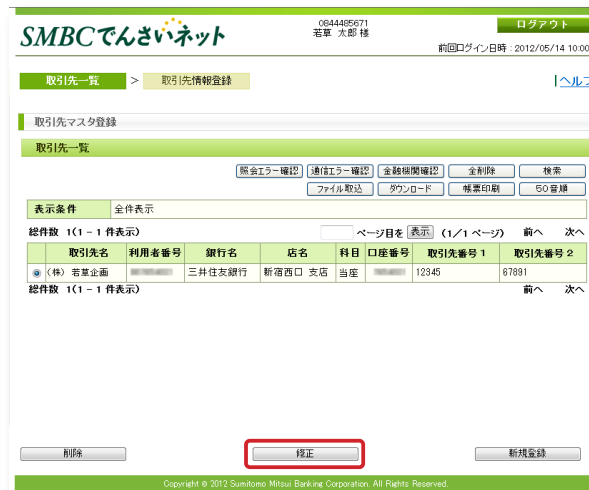 SMBCでんさいネット
0844485671
若草 太郎 様
ログアウト
前回ログイン日時:2012/05/14 10:00
取引先一覧 > 取引先情報登録
ヘルプ
取引先マスタ登録
取引先一覧
照会エラー確認 通信エラー確認 金融機関確認 全削除 検索
ファイル取込 ダウンロード 帳票印刷 50音順
表示条件 全件表示
総件数 1(1-1 件表示) ページ目を 表示 (1/1 ページ) 前へ 次へ
取引先名 利用者番号 銀行名 店名 科目 口座番号 取引先番号1 取引先番号2
(株) 若草企画 三井住友銀行 新宿西口 支店 当座 12345 67891
総件数 1(1-1 件表示) 前へ 次へ
削除 修正 新規登録
Copyright © 2012 Sumitomo Mitsui Banking Corporation. All Rights Reserved.